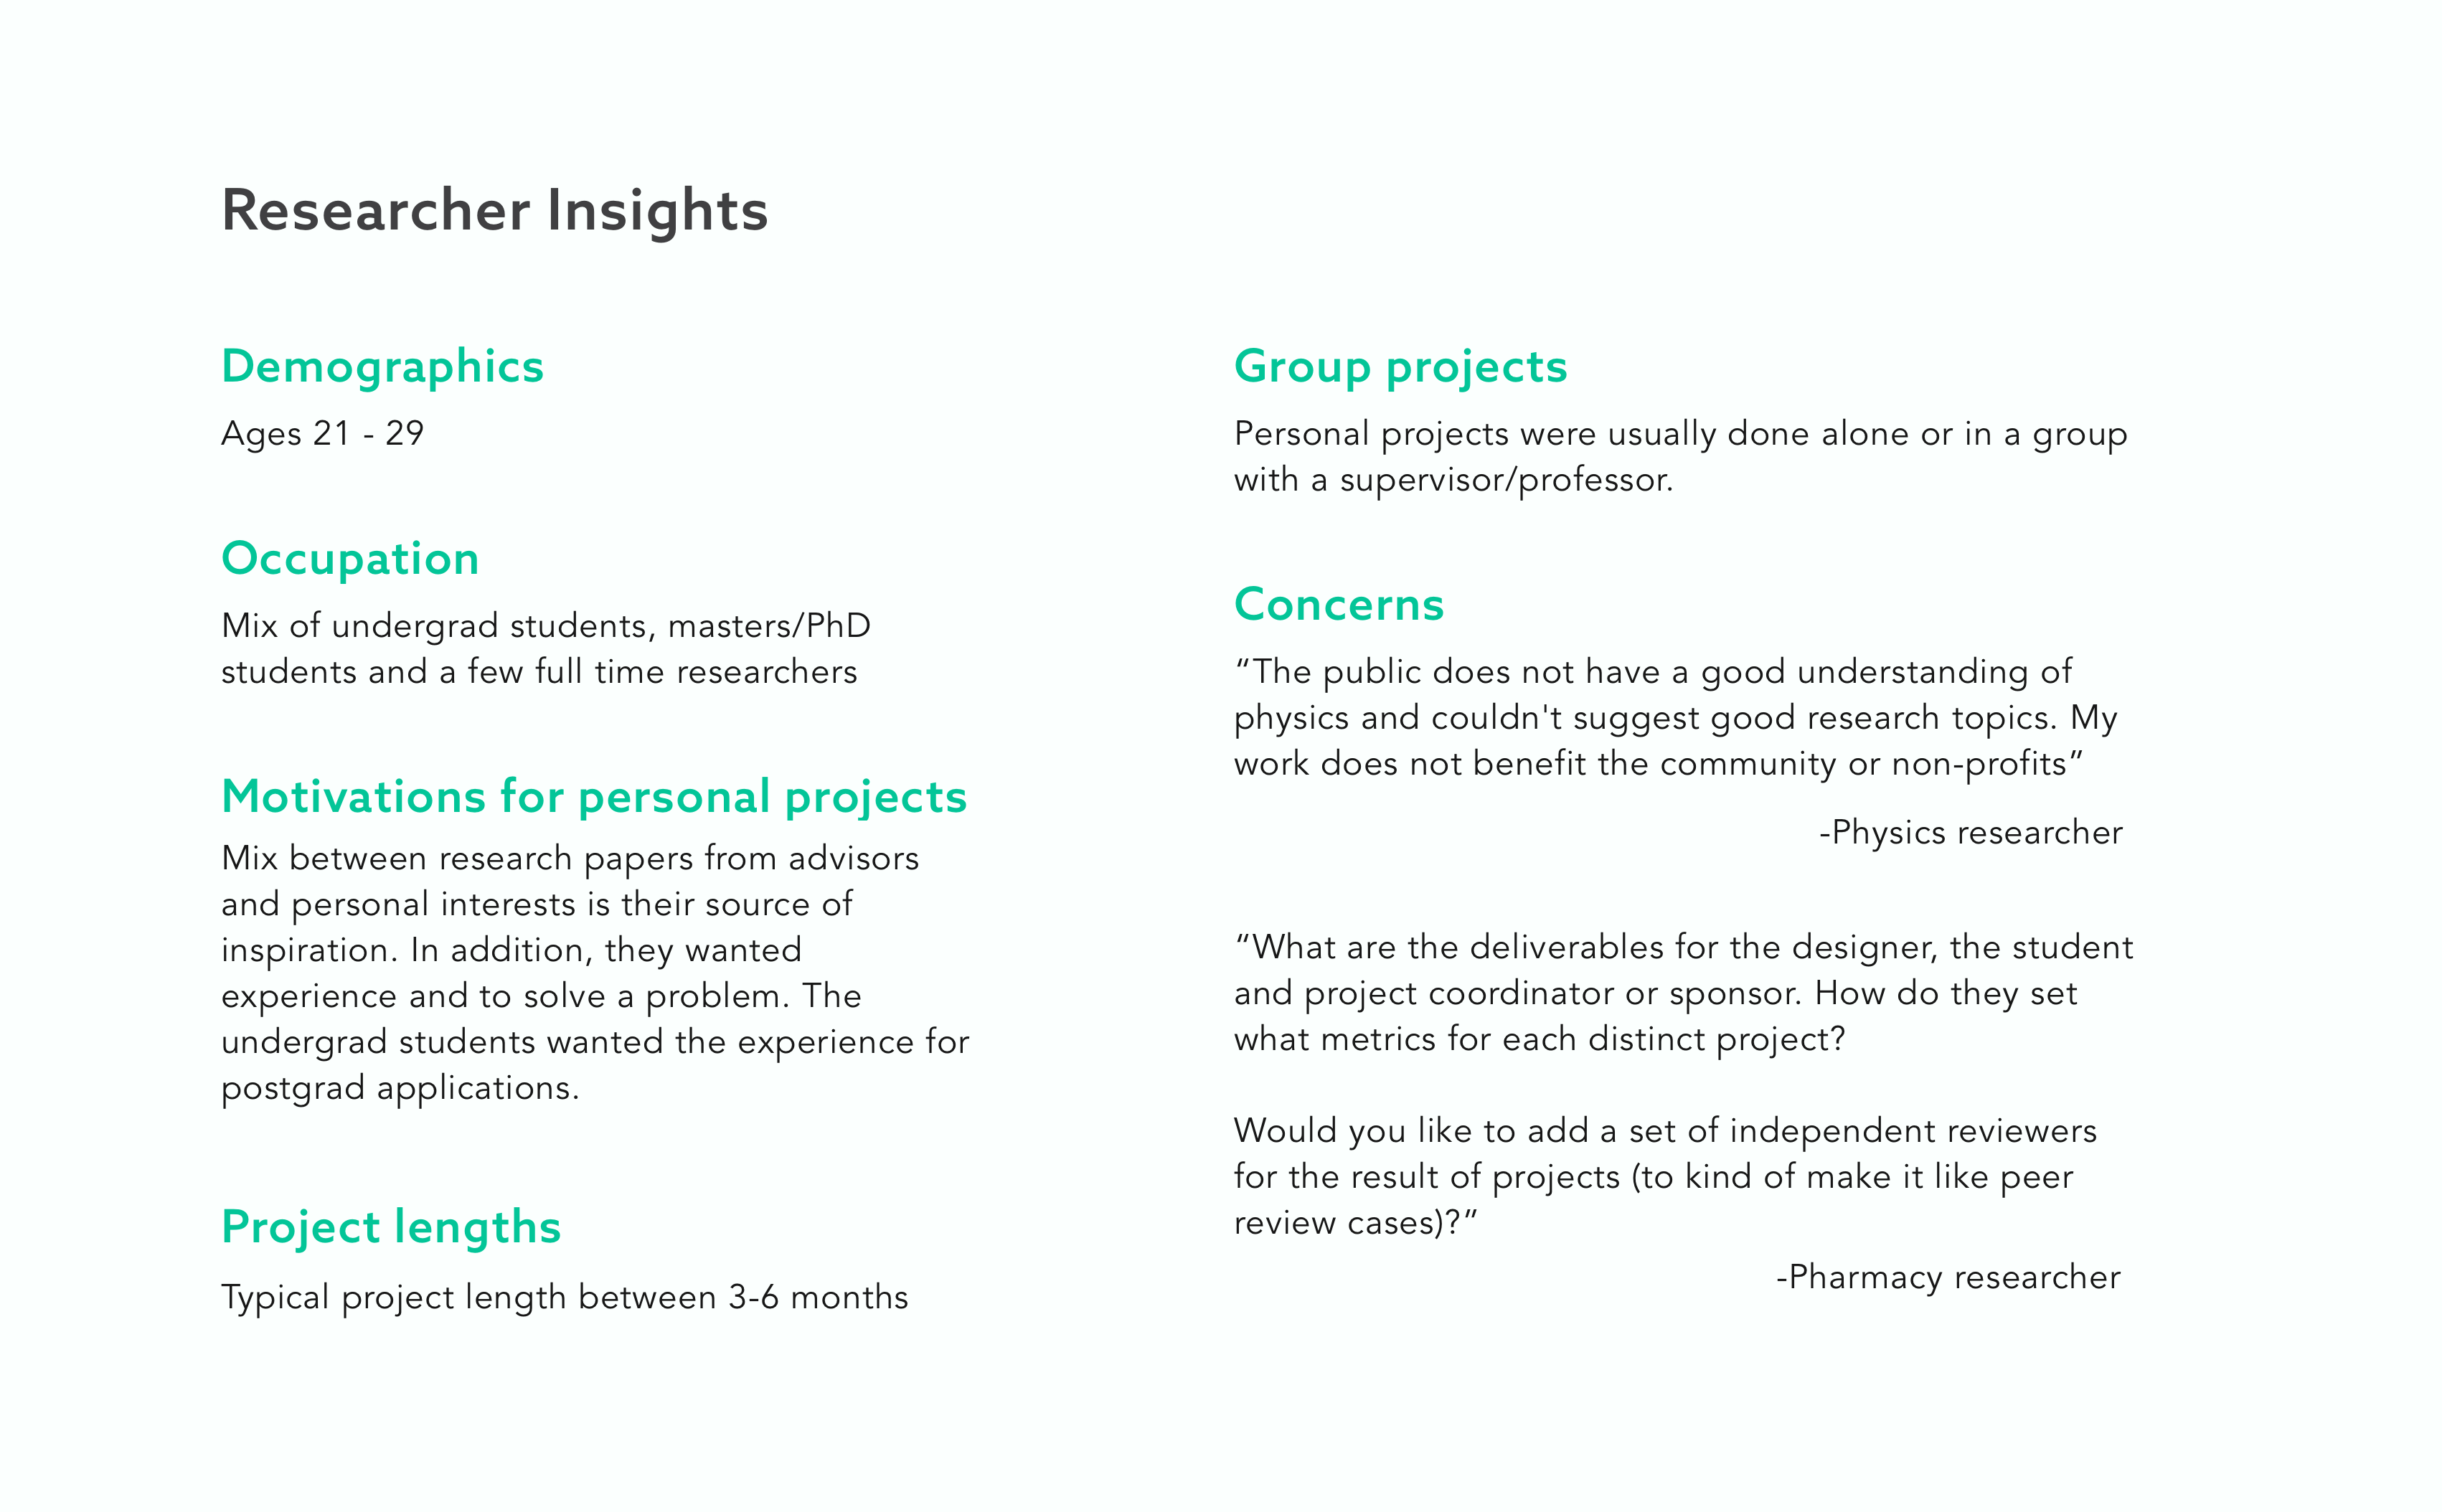 Researcher Insights
Demographics
Ages 21 - 29
Occupation
Mix of undergrad students, masters/PhD
students and a few full time researchers
Motivations for personal projects
Mix between research papers from advisors
and personal interests is their source of
inspiration. In addition, they wanted
experience and to solve a problem. The
undergrad students wanted the experience for
postgrad applications.
Project lengths
Typical project length between 3-6 months
Group projects
Personal projects were usually done alone or in a group
with a supervisor/professor.
Concerns
“The public does not have a good understanding of
physics and couldn't suggest good research topics. My
work does not benefit the community or non-profits”
-Physics researcher
“What are the deliverables for the designer, the student
and project coordinator or sponsor. How do they set
what metrics for each distinct project?
Would you like to add a set of independent reviewers
for the result of projects (to kind of make it like peer
review cases)?”
-Pharmacy researcher